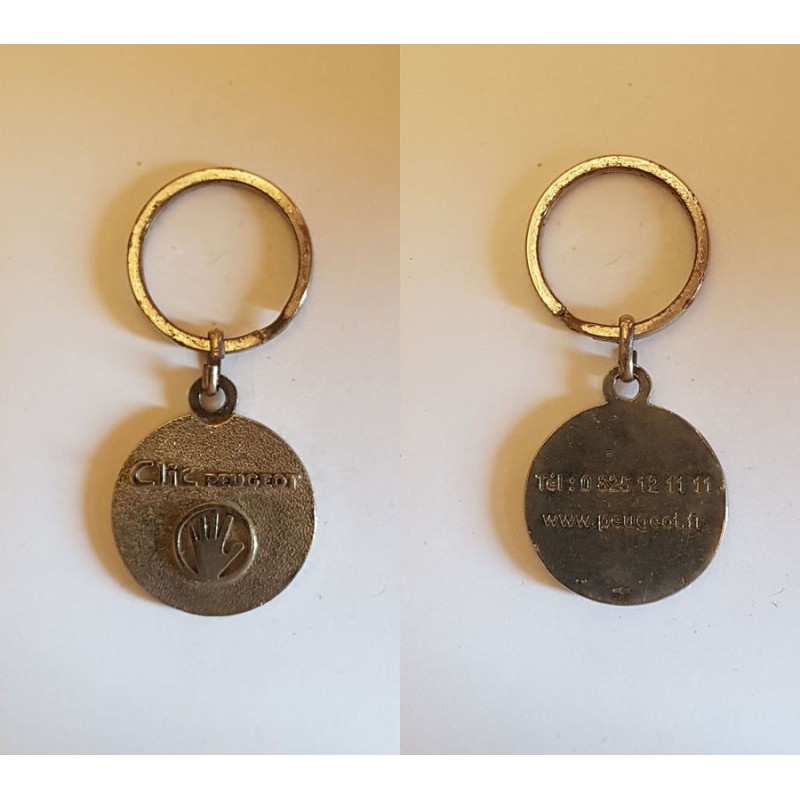 Clic PEUGEOT
Tél : 0 825 12 11 11
www.peugeot.fr